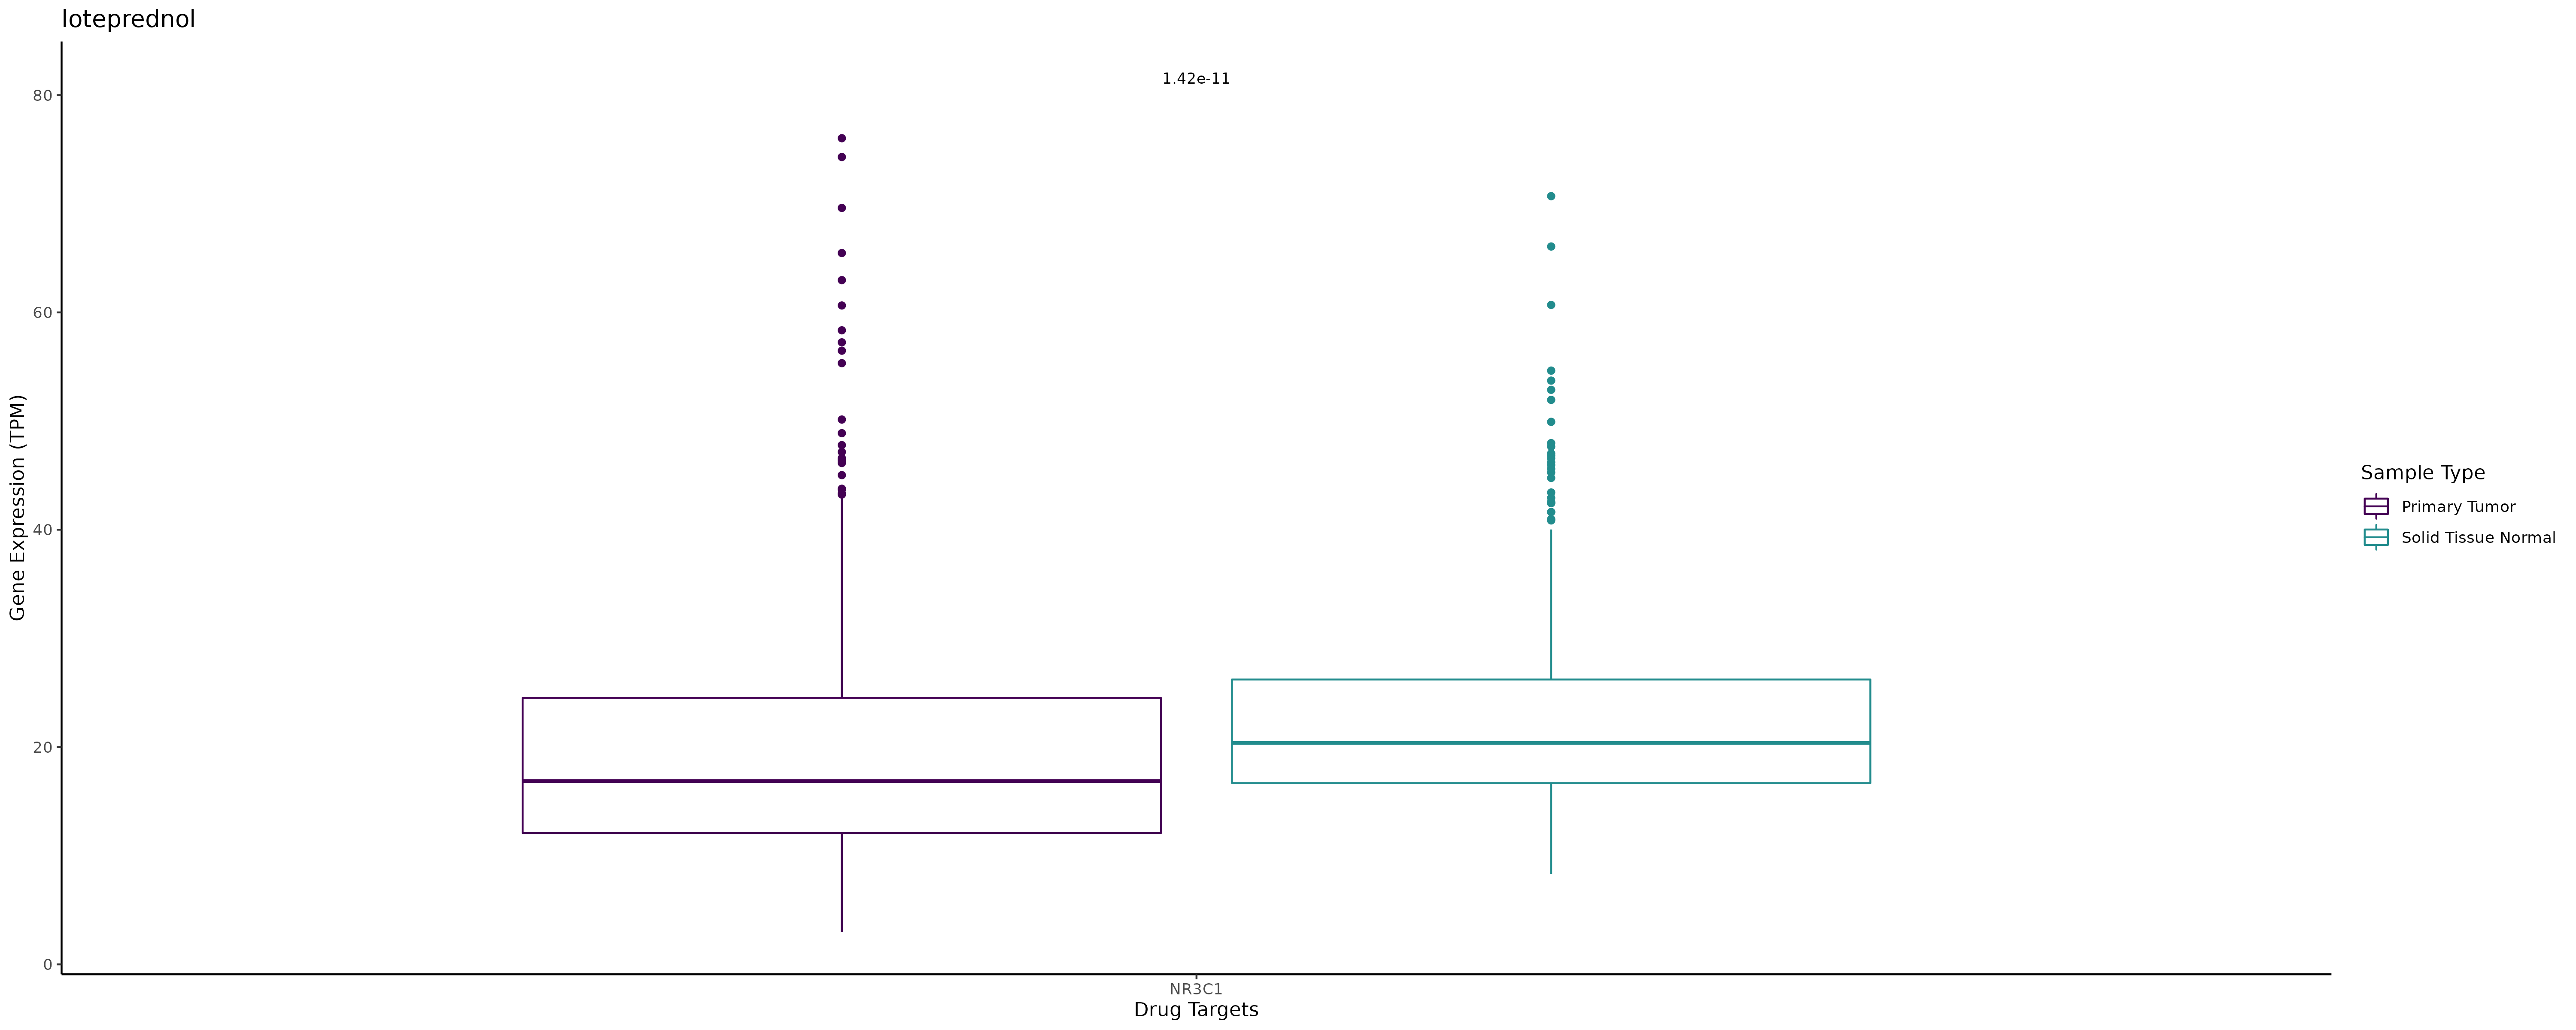 loteprednol
1.42e-11
80
60
40
20
0
Gene Expression (TPM)
NR3C1
Drug Targets
Sample Type
Primary Tumor
Solid Tissue Normal